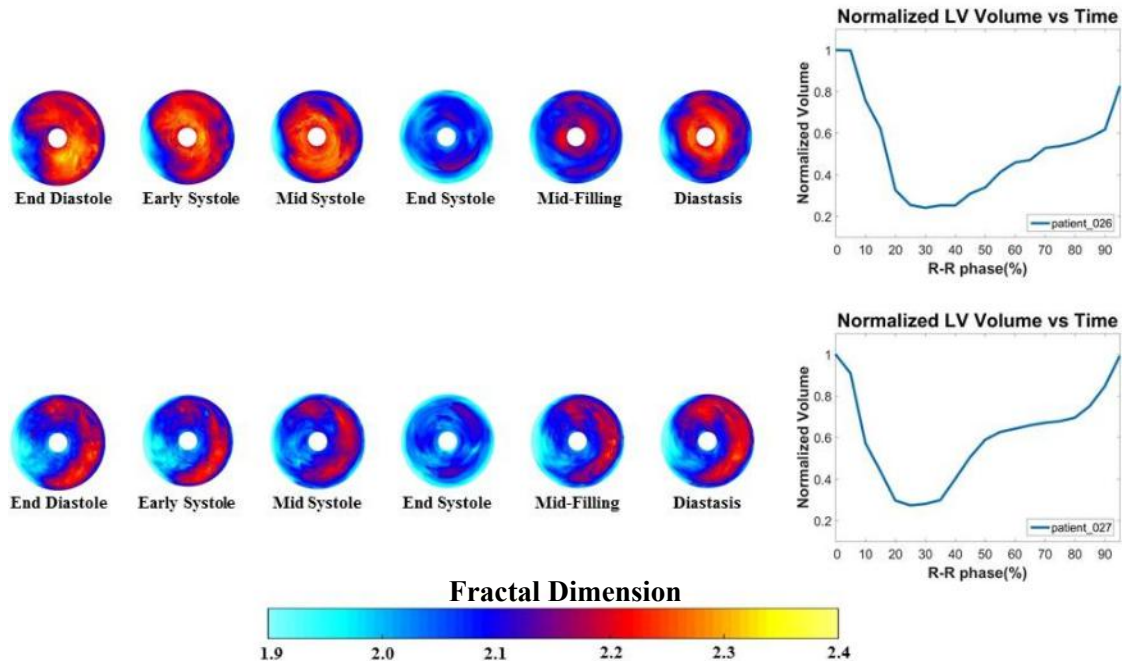 Normalized LV Volume vs Time
Normalized Volume
1
0.8
0.6
0.4
0.2
0 10 20 30 40 50 60 70 80 90
R-R phase(%)
patient_026
End Diastole Early Systole Mid Systole End Systole Mid-Filling Diastasis
Normalized LV Volume vs Time
Normalized Volume
1
0.8
0.6
0.4
0.2
0 10 20 30 40 50 60 70 80 90
R-R phase(%)
patient_027
End Diastole Early Systole Mid Systole End Systole Mid-Filling Diastasis
Fractal Dimension
1.9 2.0 2.1 2.2 2.3 2.4